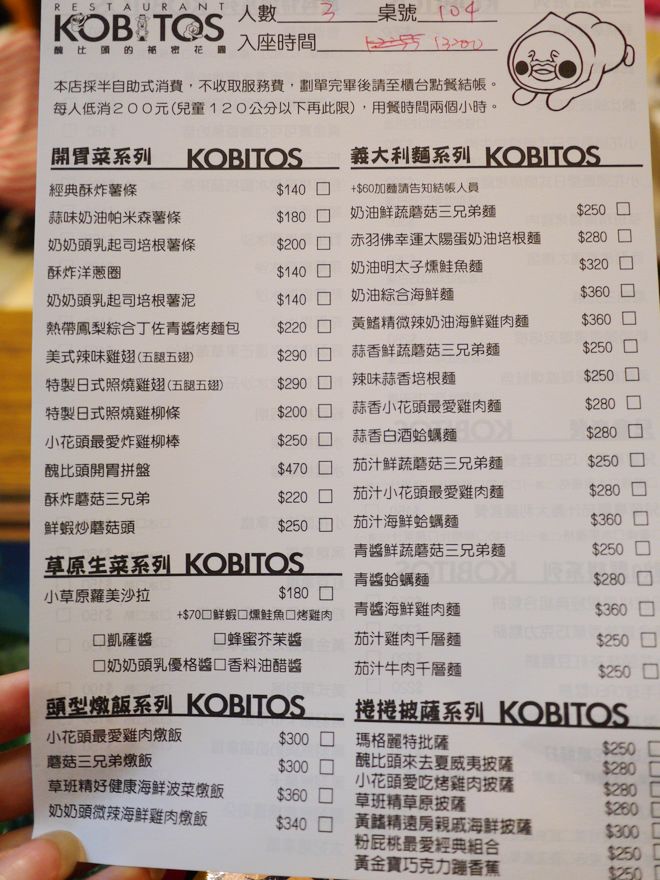 RESTAURANT
KOBITOS
醜比頭的祕密花園
人數 3 桌號 104
入座時間 1300
本店採半自助式消費，不收取服務費，劃單完畢後請至櫃台點餐結帳。
每人低消200元(兒童120公分以下再此限)，用餐時間兩個小時。
開胃菜系列 KOBITOS
經典酥炸薯條 $140 □
蒜味奶油帕米森薯條 $180 □
奶奶頭乳起司培根薯條 $200 □
酥炸洋蔥圈 $140 □
奶奶頭乳起司培根薯泥 $140 □
熱帶鳳梨綜合丁佐青醬烤麵包 $220 □
美式辣味雞翅(五腿五翅) $290 □
特製日式照燒雞翅(五腿五翅) $290 □
特製日式照燒雞柳條 $200 □
小花頭最愛炸雞柳棒 $250 □
醜比頭開胃拼盤 $470 □
酥炸蘑菇三兄弟 $220 □
鮮蝦炒蘑菇頭 $250 □
草原生菜系列 KOBITOS
小草原蘿美沙拉 $180 □
+$70□鮮蝦□燻鮭魚□烤雞肉
□凱薩醬 □蜂蜜芥茉醬
□奶奶頭乳優格醬□香料油醋醬
頭型燉飯系列 KOBITOS
小花頭最愛雞肉燉飯 $300 □
蘑菇三兄弟燉飯 $300 □
草班精好健康海鮮波菜燉飯 $360 □
奶奶頭微辣海鮮雞肉燉飯 $340 □
義大利麵系列 KOBITOS
+$60加麵請告知結帳人員
奶油鮮蔬蘑菇三兄弟麵 $250 □
赤羽佛幸運太陽蛋奶油培根麵 $280 □
奶油明太子燻鮭魚麵 $320 □
奶油綜合海鮮麵 $360 □
黃鰭精微辣奶油海鮮雞肉麵 $360 □
蒜香鮮蔬蘑菇三兄弟麵 $250 □
辣味蒜香培根麵 $250 □
蒜香小花頭最愛雞肉麵 $280 □
蒜香白酒蛤蠣麵 $280 □
茄汁鮮蔬蘑菇三兄弟麵 $250 □
茄汁小花頭最愛雞肉麵 $280 □
茄汁海鮮蛤蠣麵 $360 □
青醬鮮蔬蘑菇三兄弟麵 $250 □
青醬蛤蠣麵 $280 □
青醬海鮮雞肉麵 $360 □
茄汁雞肉千層麵 $250 □
茄汁牛肉千層麵 $250 □
捲捲披薩系列 KOBITOS
瑪格麗特批薩 $250
醜比頭來去夏威夷披薩 $280
小花頭愛吃烤雞肉披薩 $280
草班精草原披薩 $260
黃鰭精遠房親戚海鮮披薩 $300
粉屁桃最愛經典組合 $250
黃金寶巧克力蹦香蕉 $250